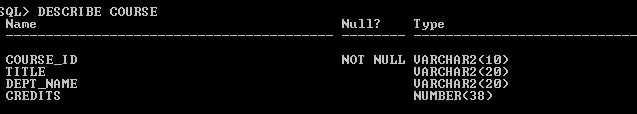 SQL> DESCRIBE COURSE
Name Null? Type
----------------------------------------- -------- ----------------------------
COURSE_ID NOT NULL VARCHAR2(10)
TITLE VARCHAR2(20)
DEPT_NAME VARCHAR2(20)
CREDITS NUMBER(38)